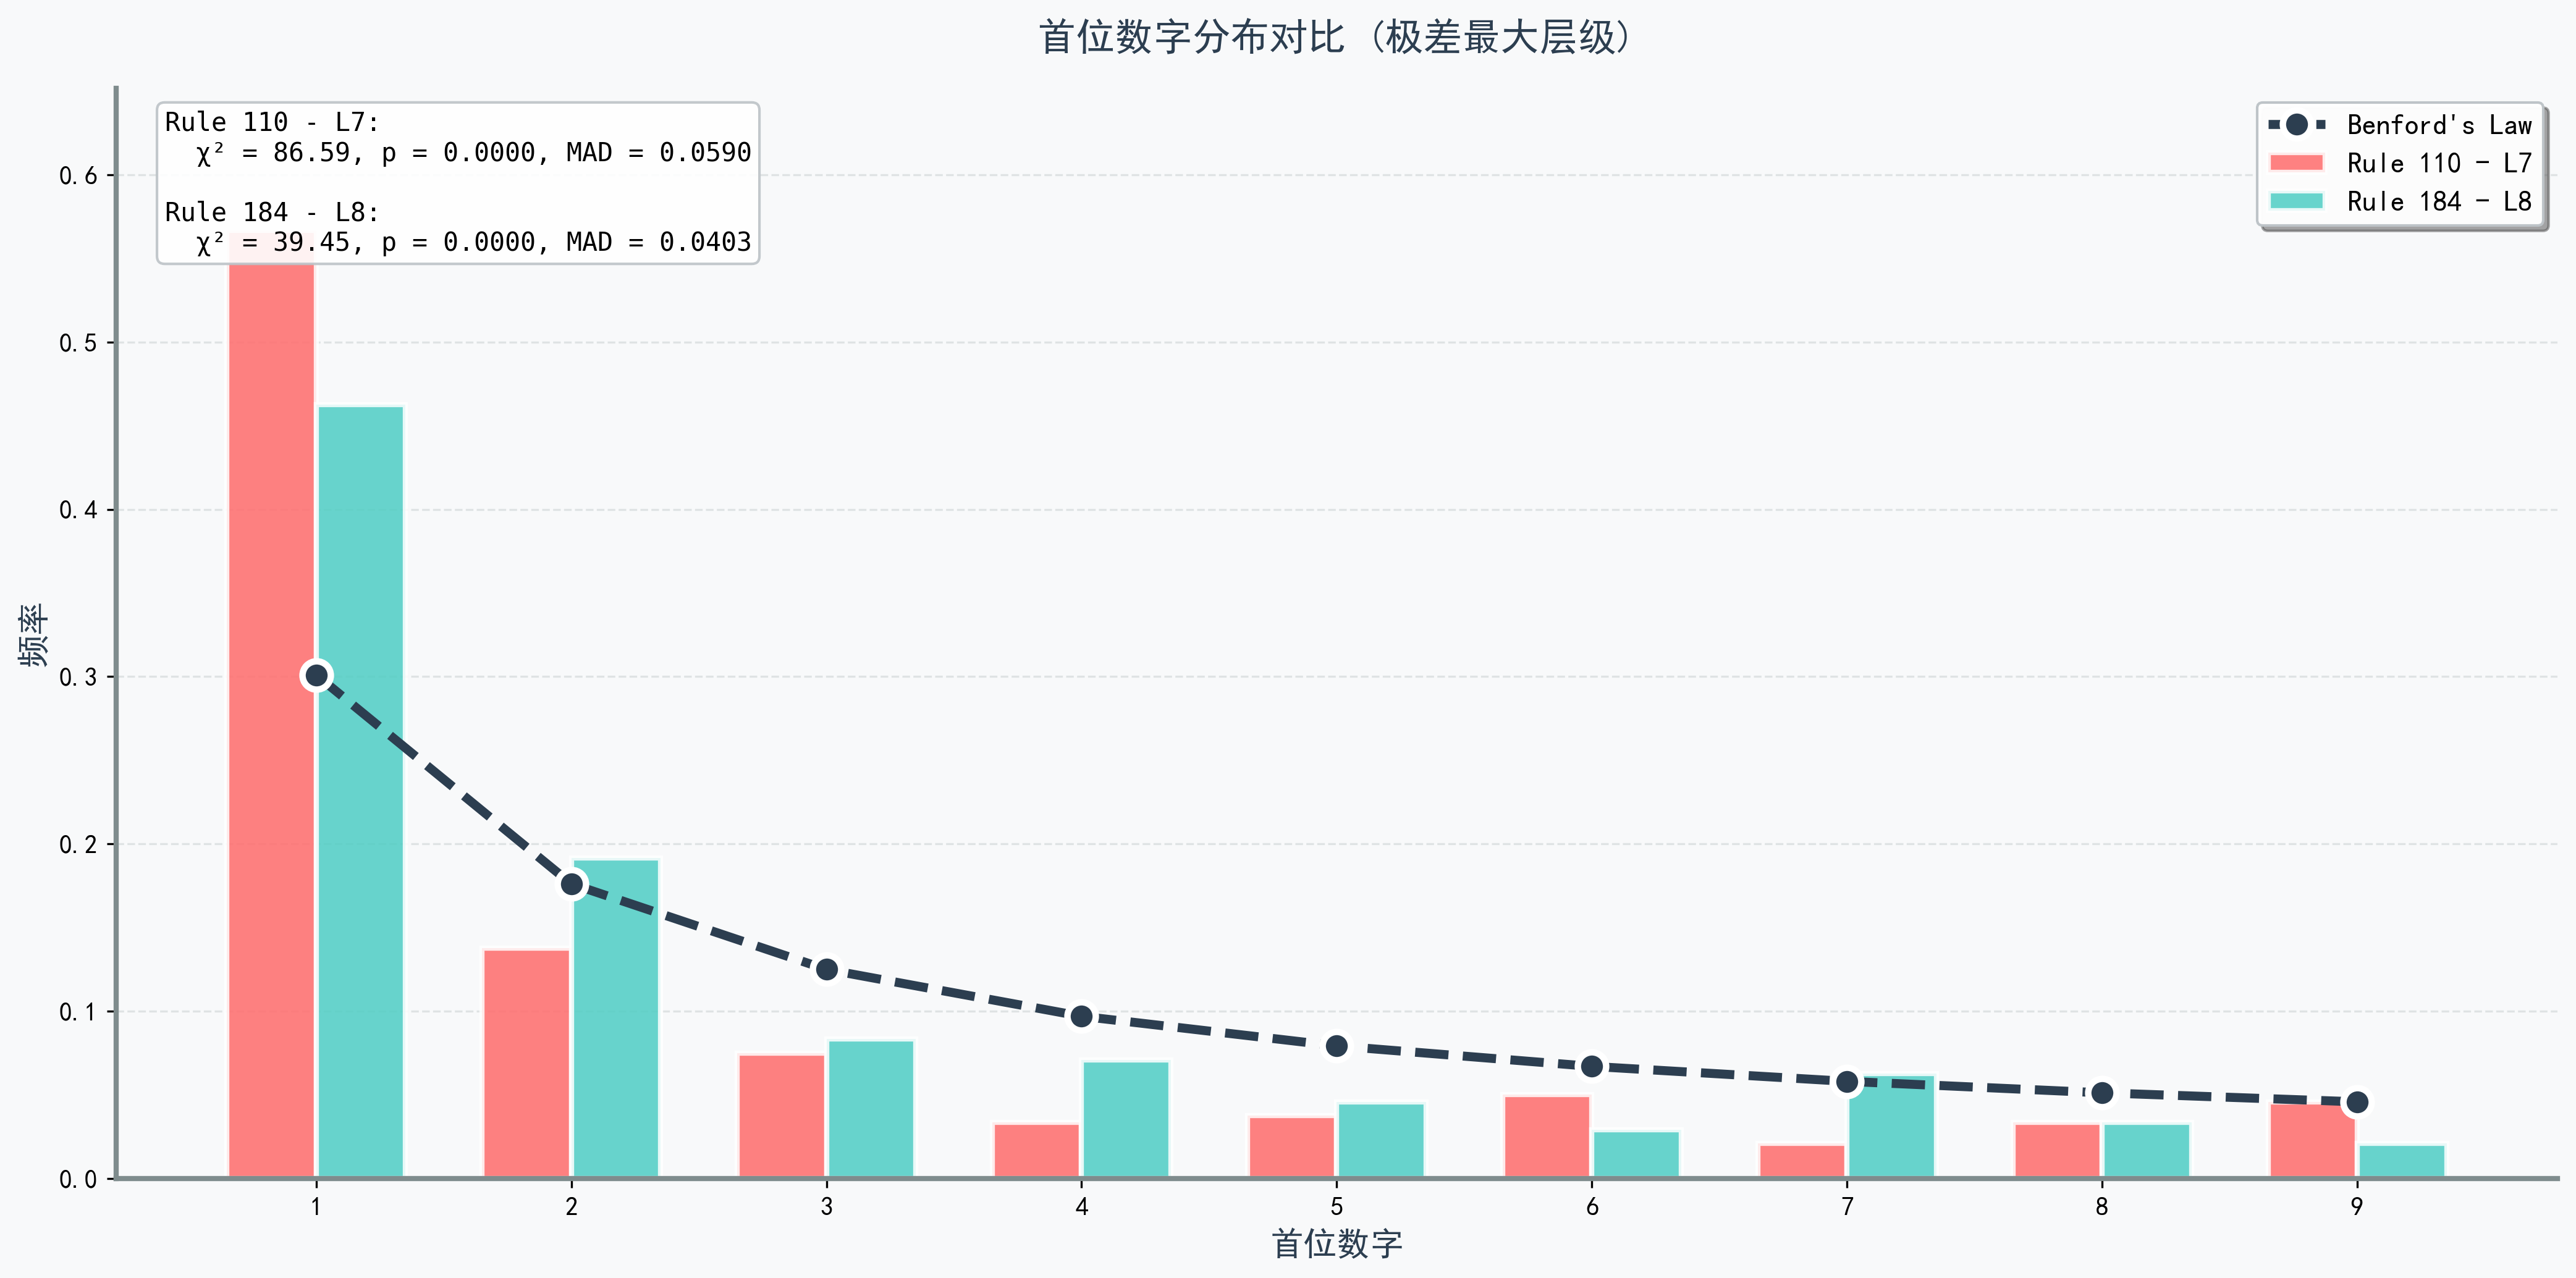 首位数字分布对比 (极差最大层级)
Rule 110 - L7:
χ² = 86.59, p = 0.0000, MAD = 0.0590
Rule 184 - L8:
χ² = 39.45, p = 0.0000, MAD = 0.0403
Benford's Law
Rule 110 - L7
Rule 184 - L8
频率
0.6
0.5
0.4
0.3
0.2
0.1
0.0
1 2 3 4 5 6 7 8 9
首位数字